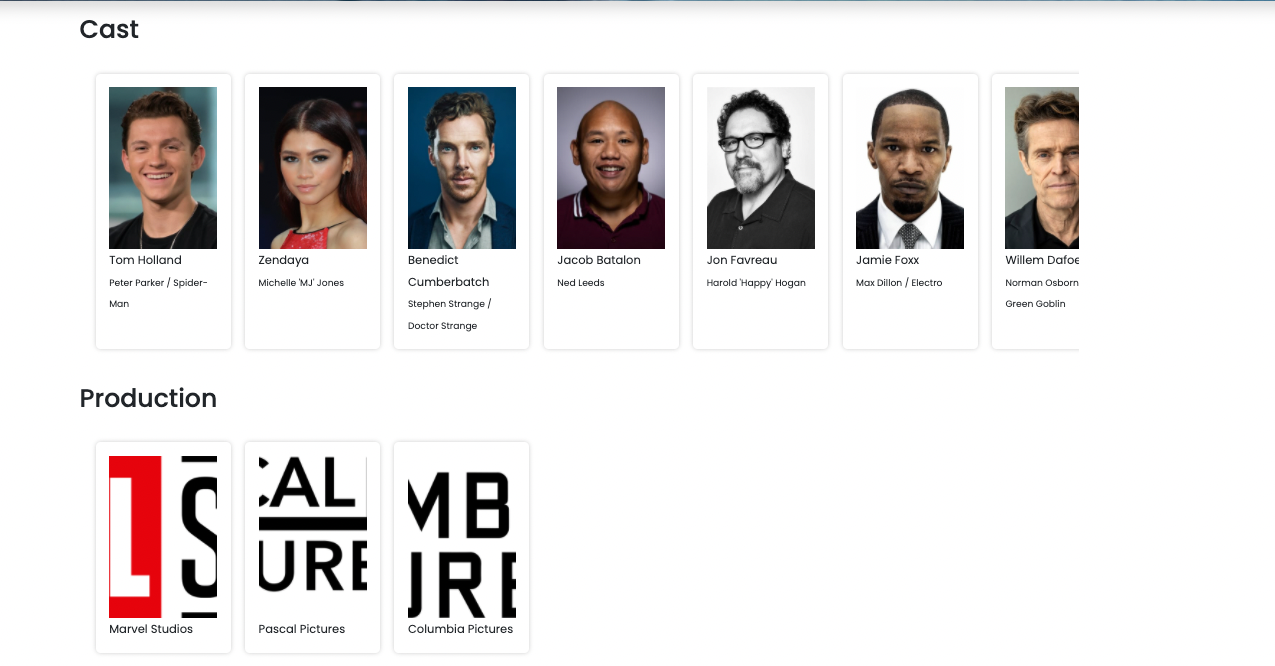 Cast
Tom Holland
Peter Parker / Spider-
Man
Zendaya
Michelle 'MJ' Jones
Benedict
Cumberbatch
Stephen Strange /
Doctor Strange
Jacob Batalon
Ned Leeds
Jon Favreau
Harold 'Happy' Hogan
Jamie Foxx
Max Dillon / Electro
Willem Dafoe
Norman Osborn
Green Goblin
Production
L S
Marvel Studios
CAL
URE
Pascal Pictures
MB
URE
Columbia Pictures